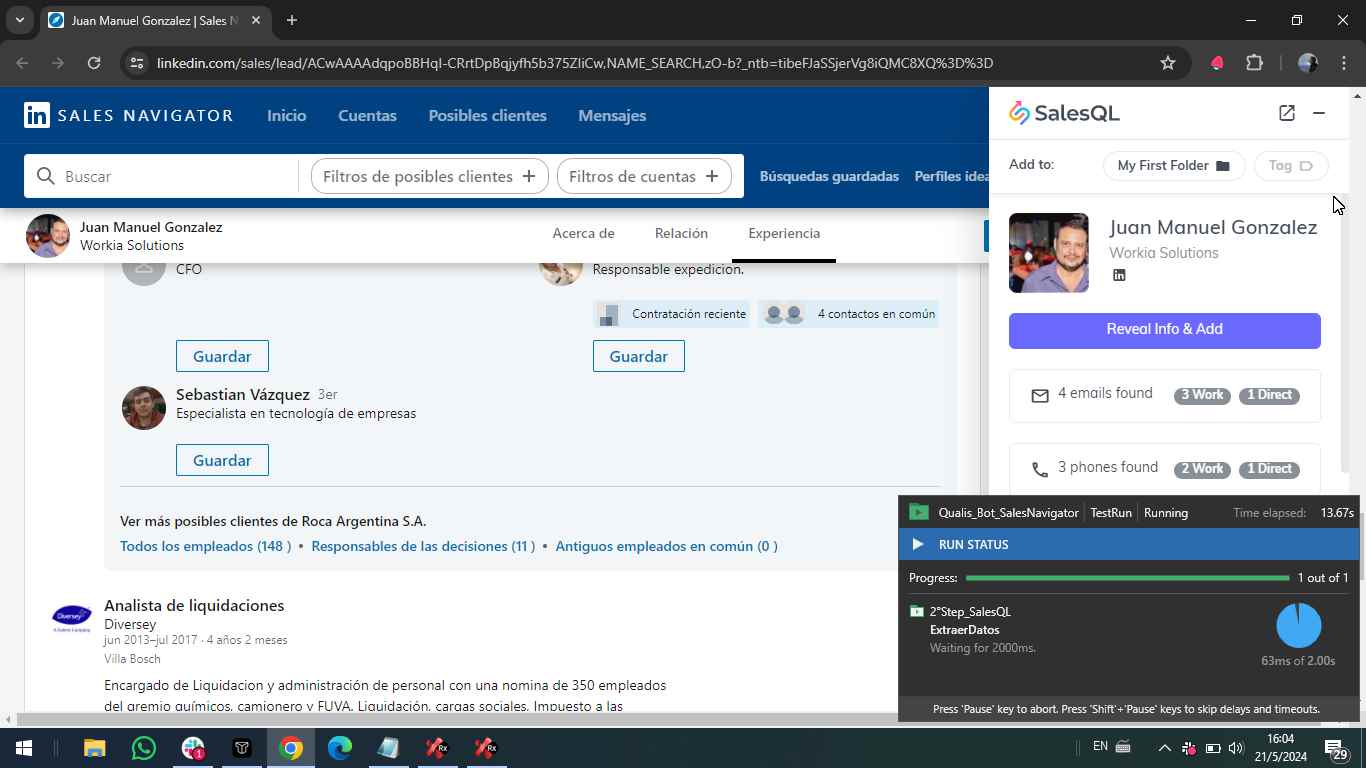 Juan Manuel Gonzalez | Sales N
linkedin.com/sales/lead/ACwAAAAdqpoBBHqI-CRrtDpBqjyfh5b375ZIiCw,NAME_SEARCH,zO-b?_ntb=tibeFJaSSjerVg8iQMC8XQ%3D%3D
in SALES NAVIGATOR Inicio Cuentas Posibles clientes Mensajes
Buscar Filtros de posibles clientes + Filtros de cuentas + Búsquedas guardadas Perfiles idea
Juan Manuel Gonzalez
Workia Solutions
Acerca de Relación Experiencia
CFO
Responsable expedicion.
Contratación reciente 4 contactos en común
Guardar Guardar
Sebastian Vázquez 3er
Especialista en tecnología de empresas
Guardar
Ver más posibles clientes de Roca Argentina S.A.
Todos los empleados (148 ) • Responsables de las decisiones (11 ) • Antiguos empleados en común (0 )
Diversey
Analista de liquidaciones
Diversey
jun 2013–jul 2017 · 4 años 2 meses
Villa Bosch
Encargado de Liquidacion y administración de personal con una nomina de 350 empleados
del gremio químicos, camionero y FUVA. Liquidación, cargas sociales, Impuesto a las
SalesQL
Add to: My First Folder Tag
Juan Manuel Gonzalez
Workia Solutions
in
Reveal Info & Add
4 emails found 3 Work 1 Direct
3 phones found 2 Work 1 Direct
Qualis_Bot_SalesNavigator TestRun Running Time elapsed: 13.67s
RUN STATUS
Progress: 1 out of 1
2°Step_SalesQL
ExtraerDatos
Waiting for 2000ms.
63ms of 2.00s
Press 'Pause' key to abort. Press 'Shift'+'Pause' keys to skip delays and timeouts.
1
Rx
Rx
EN
16:04
21/5/2024
29